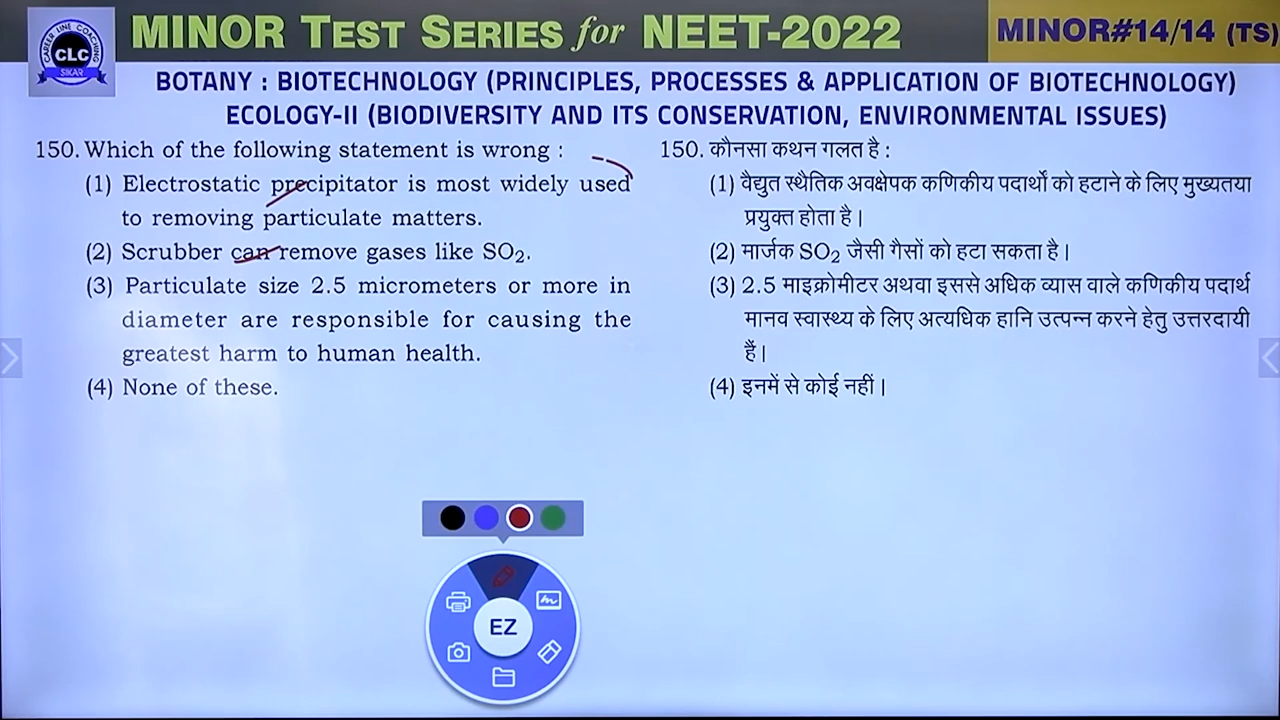 CAREER LINE COACHING
CLC
SIKAR
MINOR TEST SERIES for NEET-2022
MINOR#14/14 (TS)
BOTANY : BIOTECHNOLOGY (PRINCIPLES, PROCESSES & APPLICATION OF BIOTECHNOLOGY)
ECOLOGY-II (BIODIVERSITY AND ITS CONSERVATION, ENVIRONMENTAL ISSUES)
150. Which of the following statement is wrong :
(1) Electrostatic precipitator is most widely used
to removing particulate matters.
(2) Scrubber can remove gases like SO₂.
(3) Particulate size 2.5 micrometers or more in
diameter are responsible for causing the
greatest harm to human health.
(4) None of these.
150. कौनसा कथन गलत है :
(1) वैद्युत स्थैतिक अवक्षेपक कणिकीय पदार्थों को हटाने के लिए मुख्यतया
प्रयुक्त होता है।
(2) मार्जक SO₂ जैसी गैसों को हटा सकता है।
(3) 2.5 माइक्रोमीटर अथवा इससे अधिक व्यास वाले कणिकीय पदार्थ
मानव स्वास्थ्य के लिए अत्यधिक हानि उत्पन्न करने हेतु उत्तरदायी
हैं।
(4) इनमें से कोई नहीं।
EZ